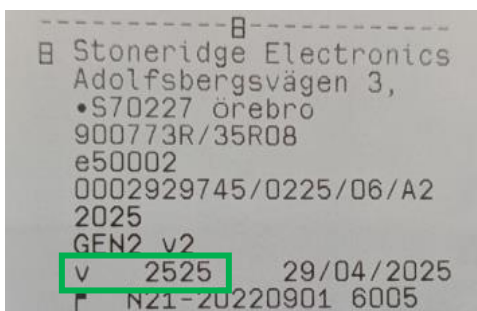 Stoneridge Electronics
Adolfsbergsvägen 3,
•S70227 örebro
900773R/35R08
e50002
0002929745/0225/06/A2
2025
GEN2 v2
v 2525 29/04/2025
N21-20220901 6005